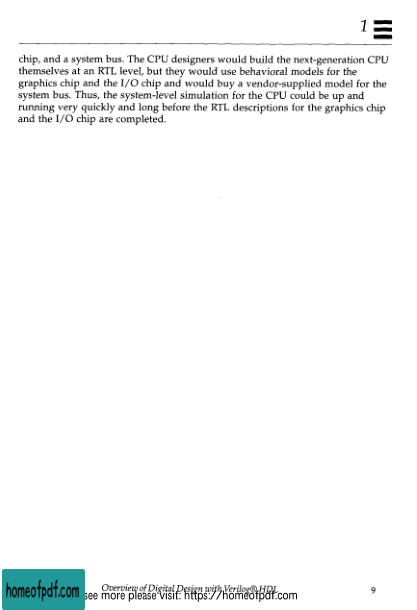 1
chip, and a system bus. The CPU designers would build the next-generation CPU
themselves at an RTL level, but they would use behavioral models for the
graphics chip and the I/O chip and would buy a vendor-supplied model for the
system bus. Thus, the system-level simulation for the CPU could be up and
running very quickly and long before the RTL descriptions for the graphics chip
and the I/O chip are completed.
Overview of Digital Design with Verilog® HDL
9
homeofpdf.com
see more please visit: https://homeofpdf.com